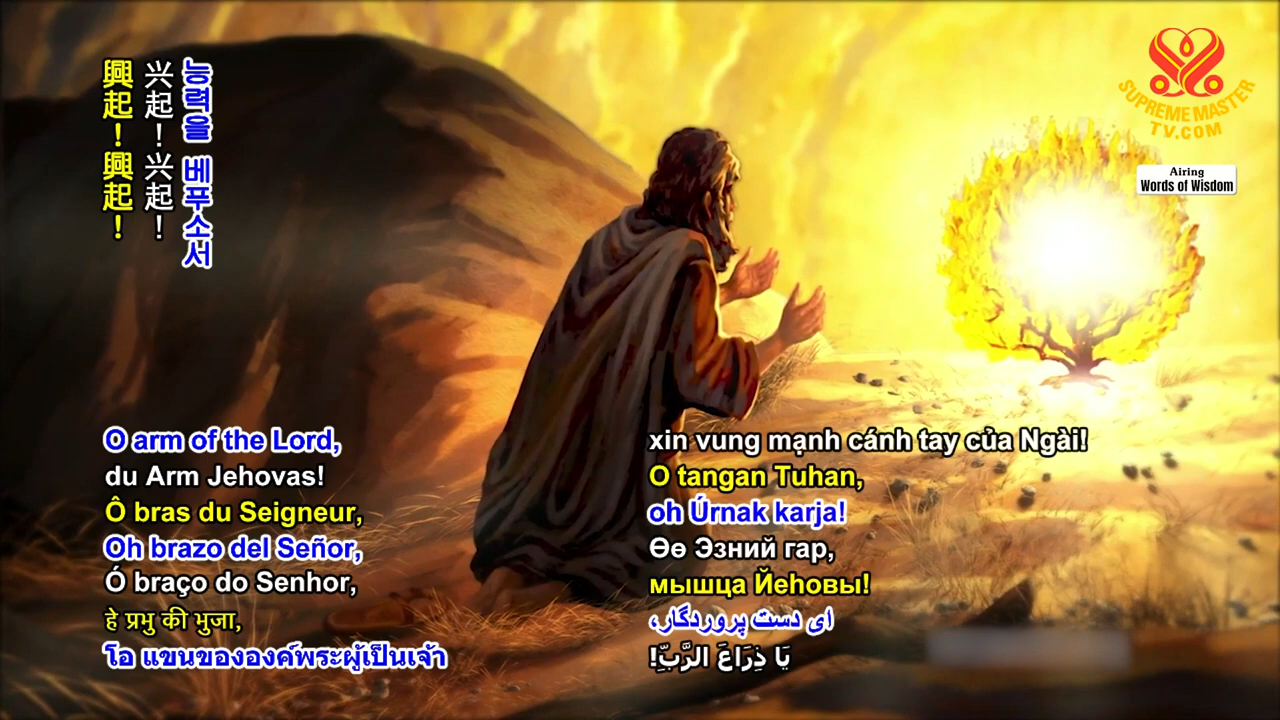 興起！興起！
兴起！兴起！
능력을 베푸소서
SUPREME MASTER
TV.COM
Airing
Words of Wisdom
O arm of the Lord,
du Arm Jehovas!
Ô bras du Seigneur,
Oh brazo del Señor,
Ó braço do Senhor,
हे प्रभु की भुजा,
โอ แขนขององค์พระผู้เป็นเจ้า
xin vung mạnh cánh tay của Ngài!
O tangan Tuhan,
oh Úrnak karja!
Өө Эзний гар,
мышца Йеһовы!
ای دست پروردگار،
يَا ذِرَاعَ الرَّبِّ!